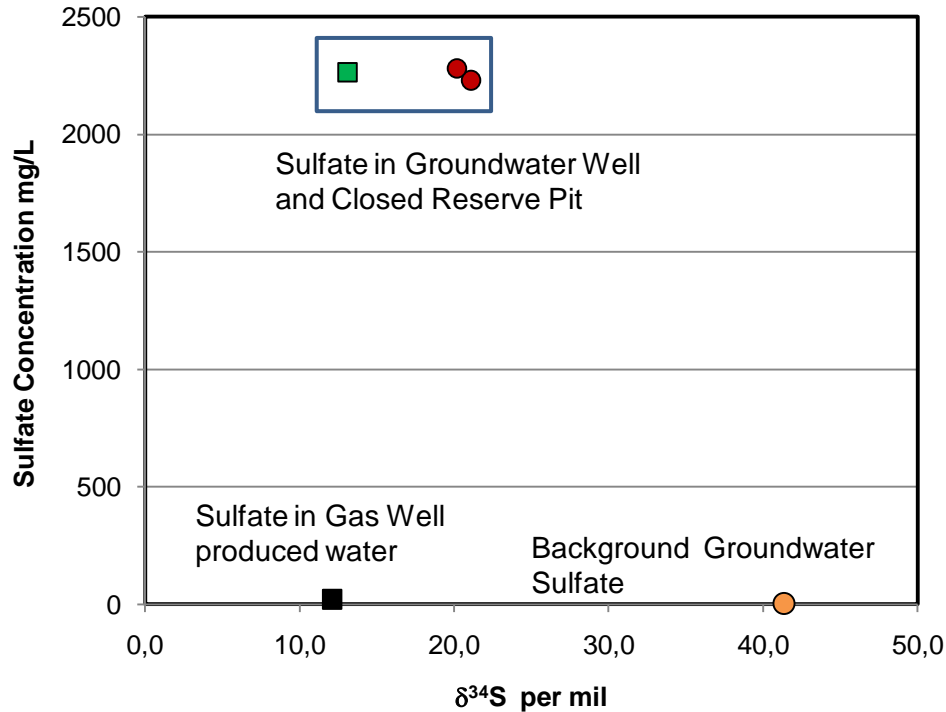 2500
2000
1500
1000
500
0
Sulfate Concentration mg/L
Sulfate in Groundwater Well
and Closed Reserve Pit
Sulfate in Gas Well
produced water
Background Groundwater
Sulfate
0,0 10,0 20,0 30,0 40,0 50,0
δ³⁴S per mil